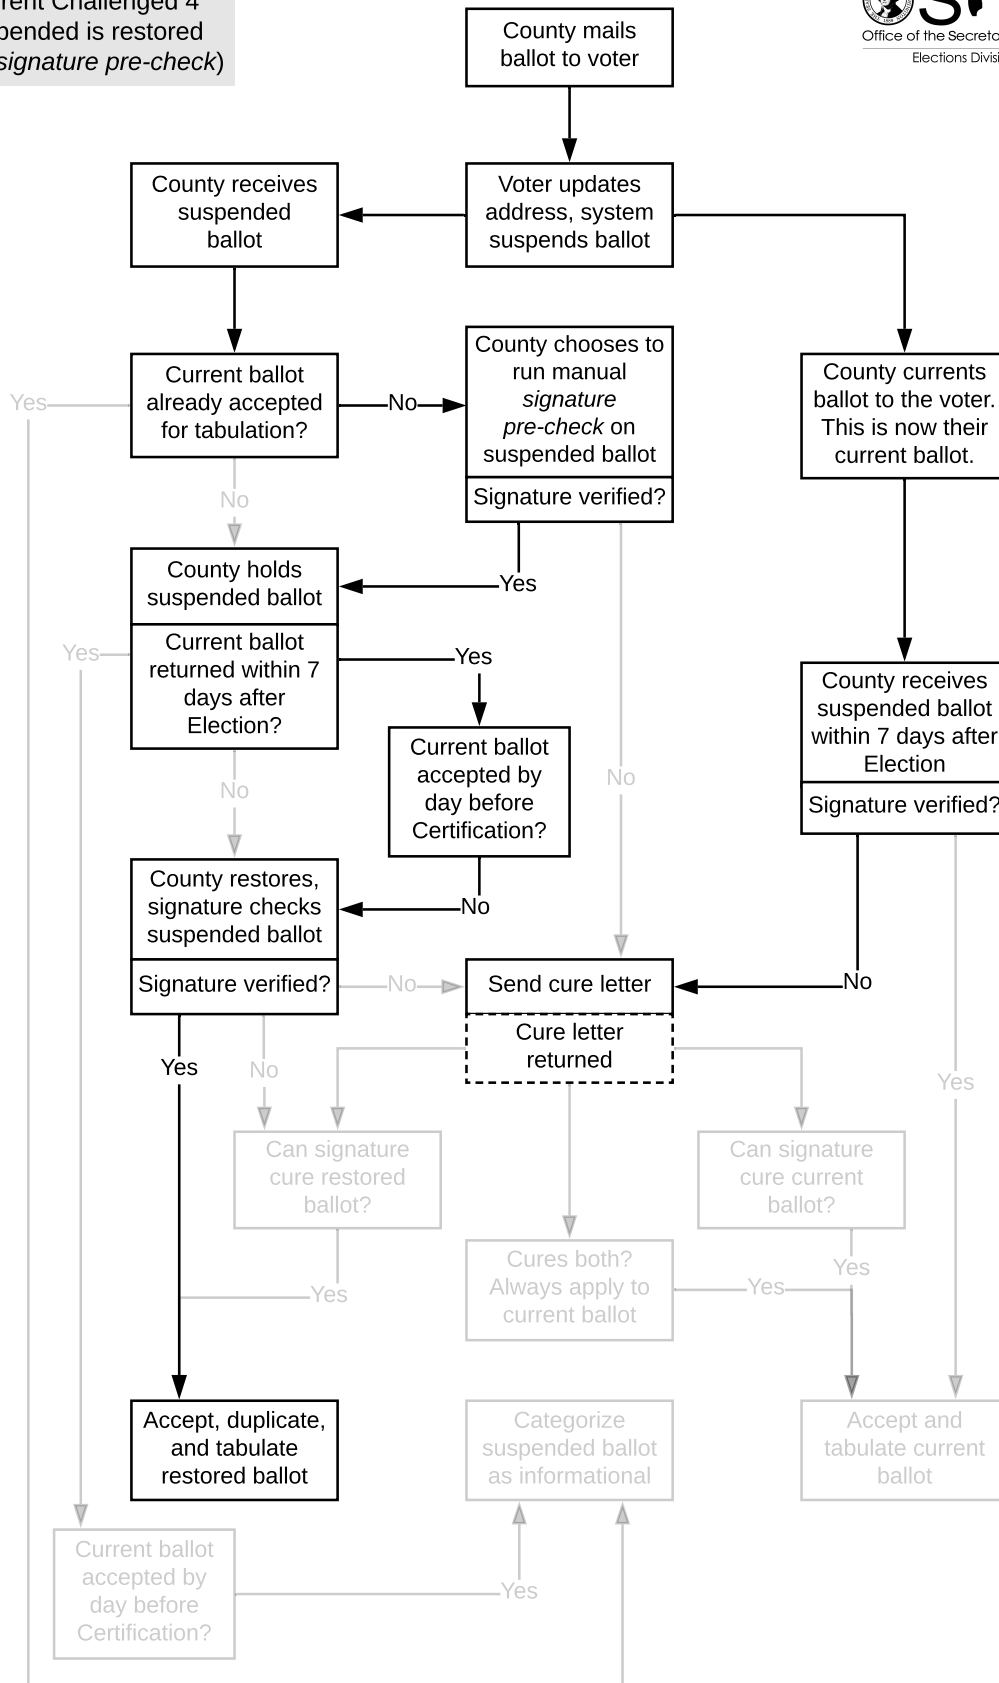 rent Challenged 4
pended is restored
signature pre-check)
Office of the Secreta
Elections Divisi
County mails
ballot to voter
County receives
suspended
ballot
Voter updates
address, system
suspends ballot
Current ballot
already accepted
for tabulation?
Yes
No
No
County chooses to
run manual
signature
pre-check on
suspended ballot
Signature verified?
County currents
ballot to the voter.
This is now their
current ballot.
County holds
suspended ballot
Yes
Current ballot
returned within 7
days after
Election?
Yes
Yes
No
Current ballot
accepted by
day before
Certification?
No
No
County receives
suspended ballot
within 7 days after
Election
Signature verified?
County restores,
signature checks
suspended ballot
Signature verified?
No
Send cure letter
No
Cure letter
returned
Yes
No
Yes
Can signature
cure restored
ballot?
Can signature
cure current
ballot?
Yes
Cures both?
Always apply to
current ballot
Yes
Yes
Accept, duplicate,
and tabulate
restored ballot
Categorize
suspended ballot
as informational
Accept and
tabulate current
ballot
Current ballot
accepted by
day before
Certification?
Yes